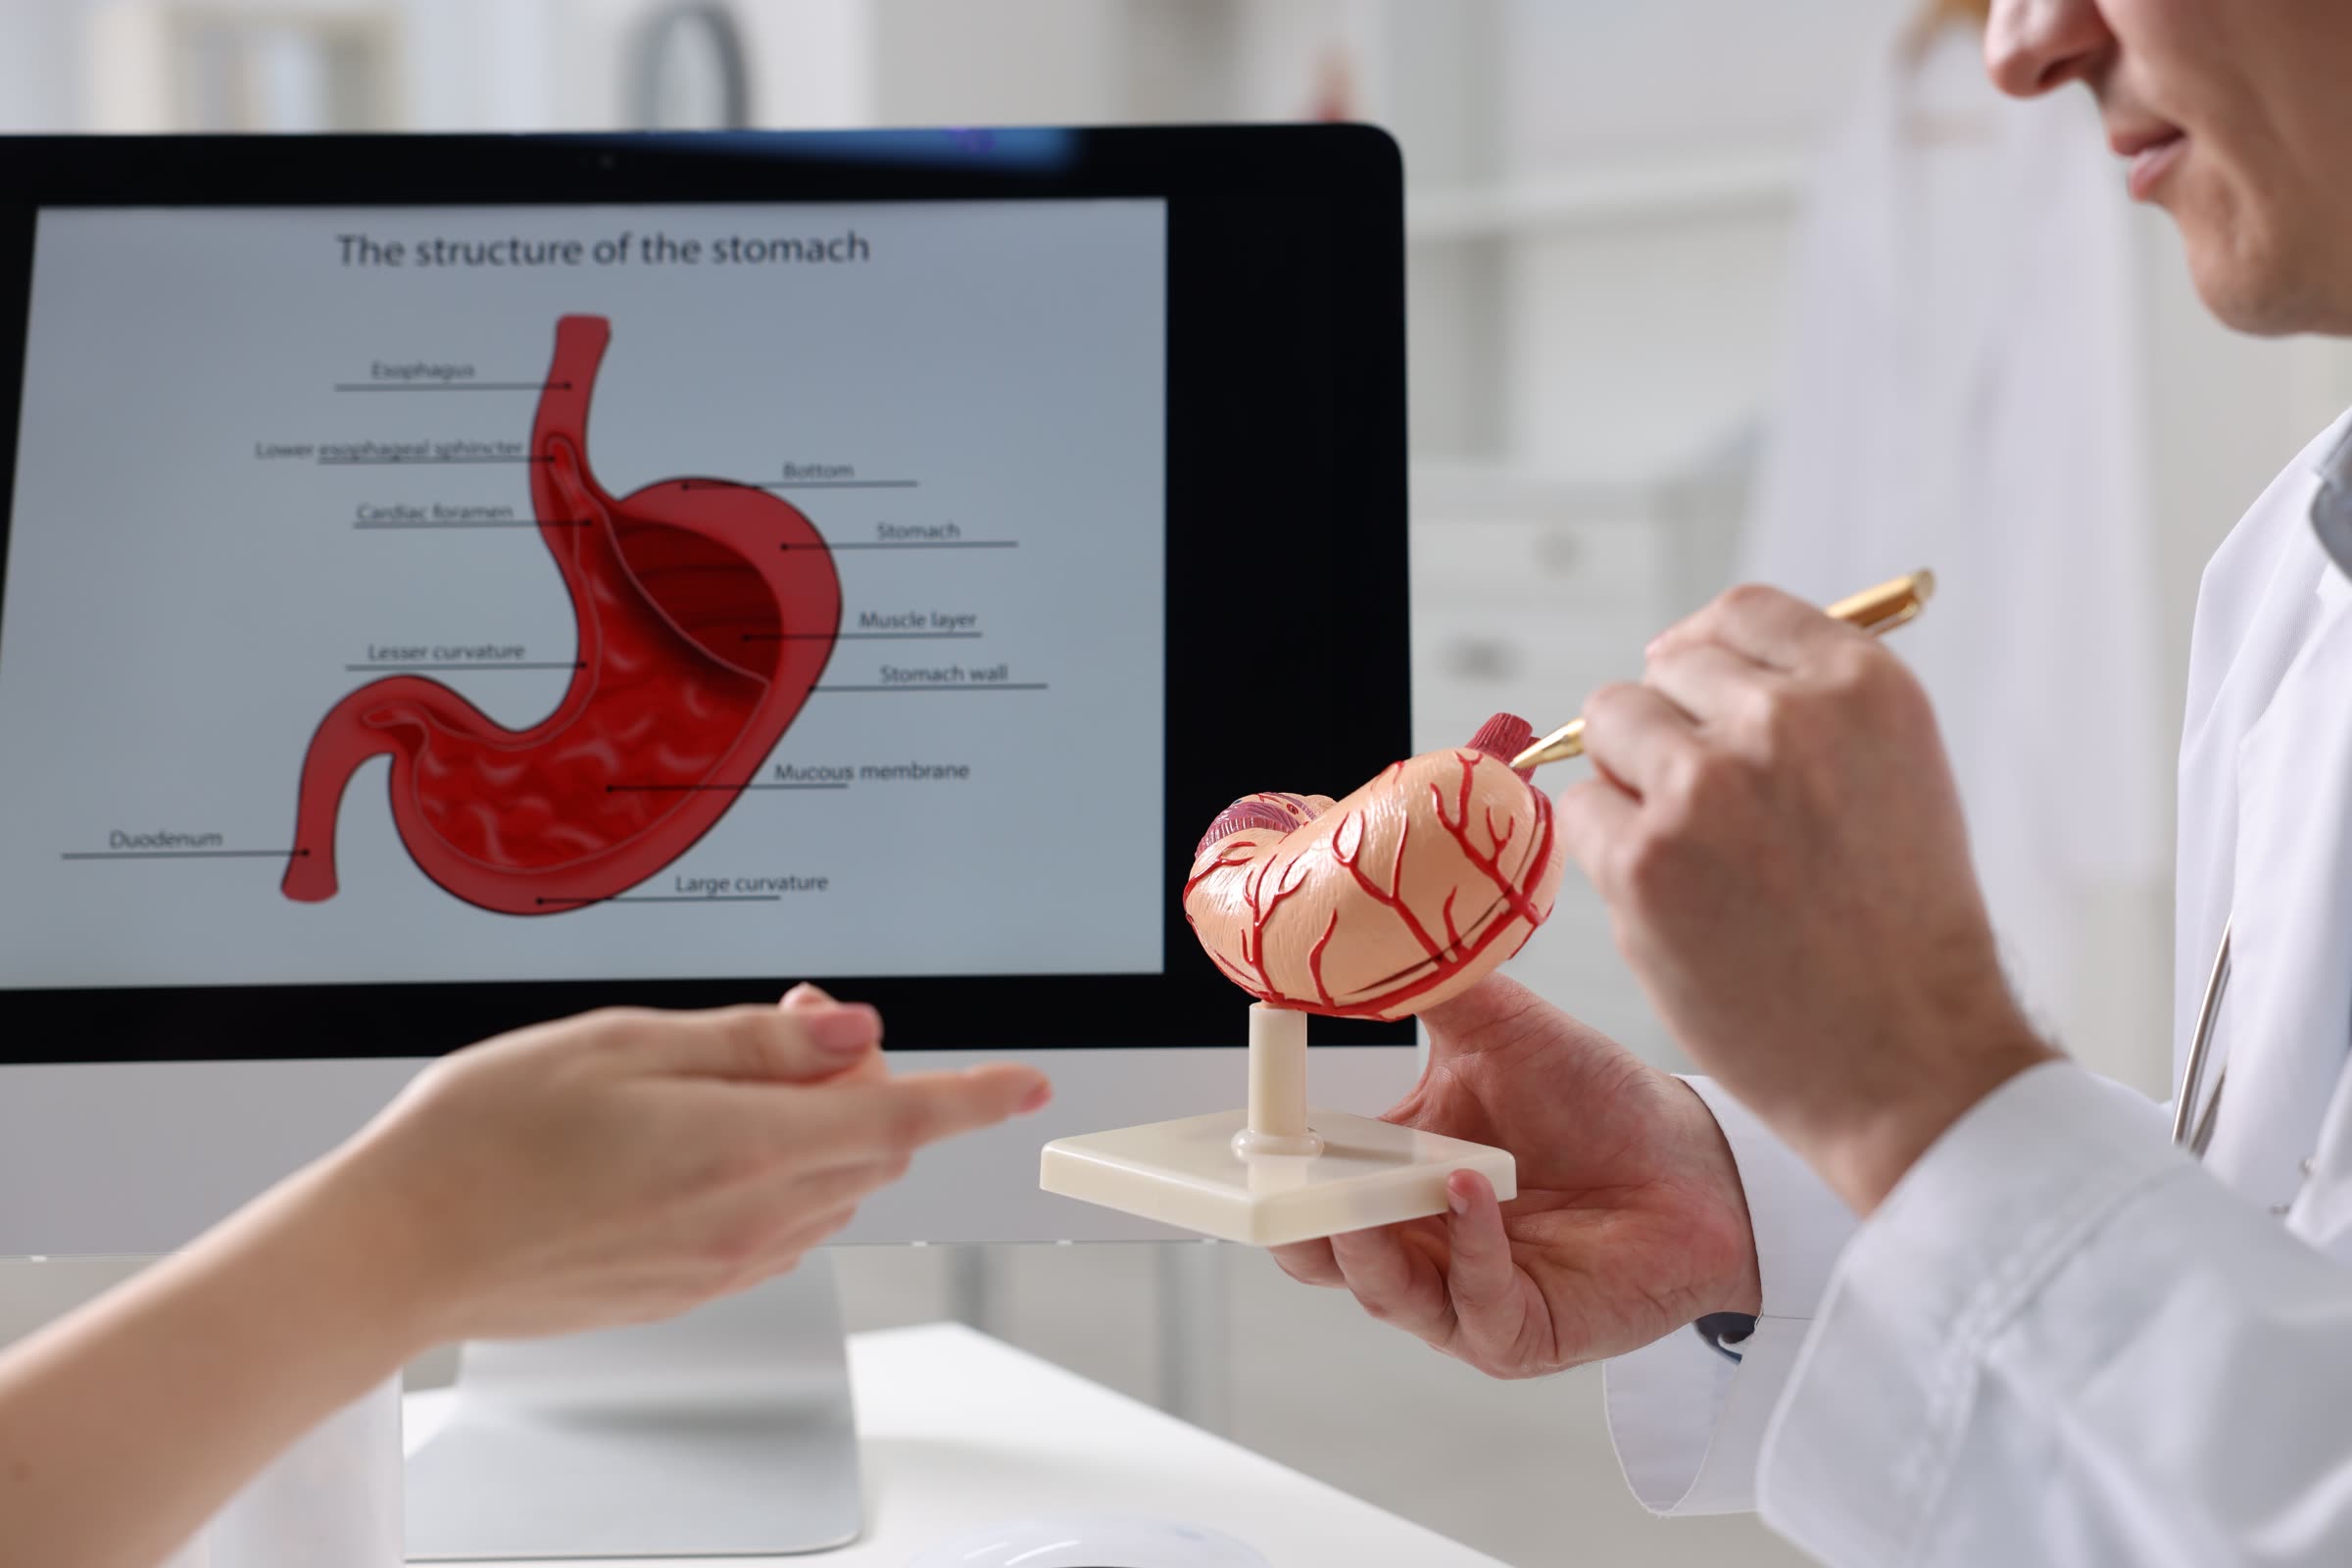 The structure of the stomach
Esophagus
Lower esophageal sphincter
Bottom
Cardiac foramen
Stomach
Muscle layer
Lesser curvature
Stomach wall
Mucous membrane
Duodenum
Large curvature